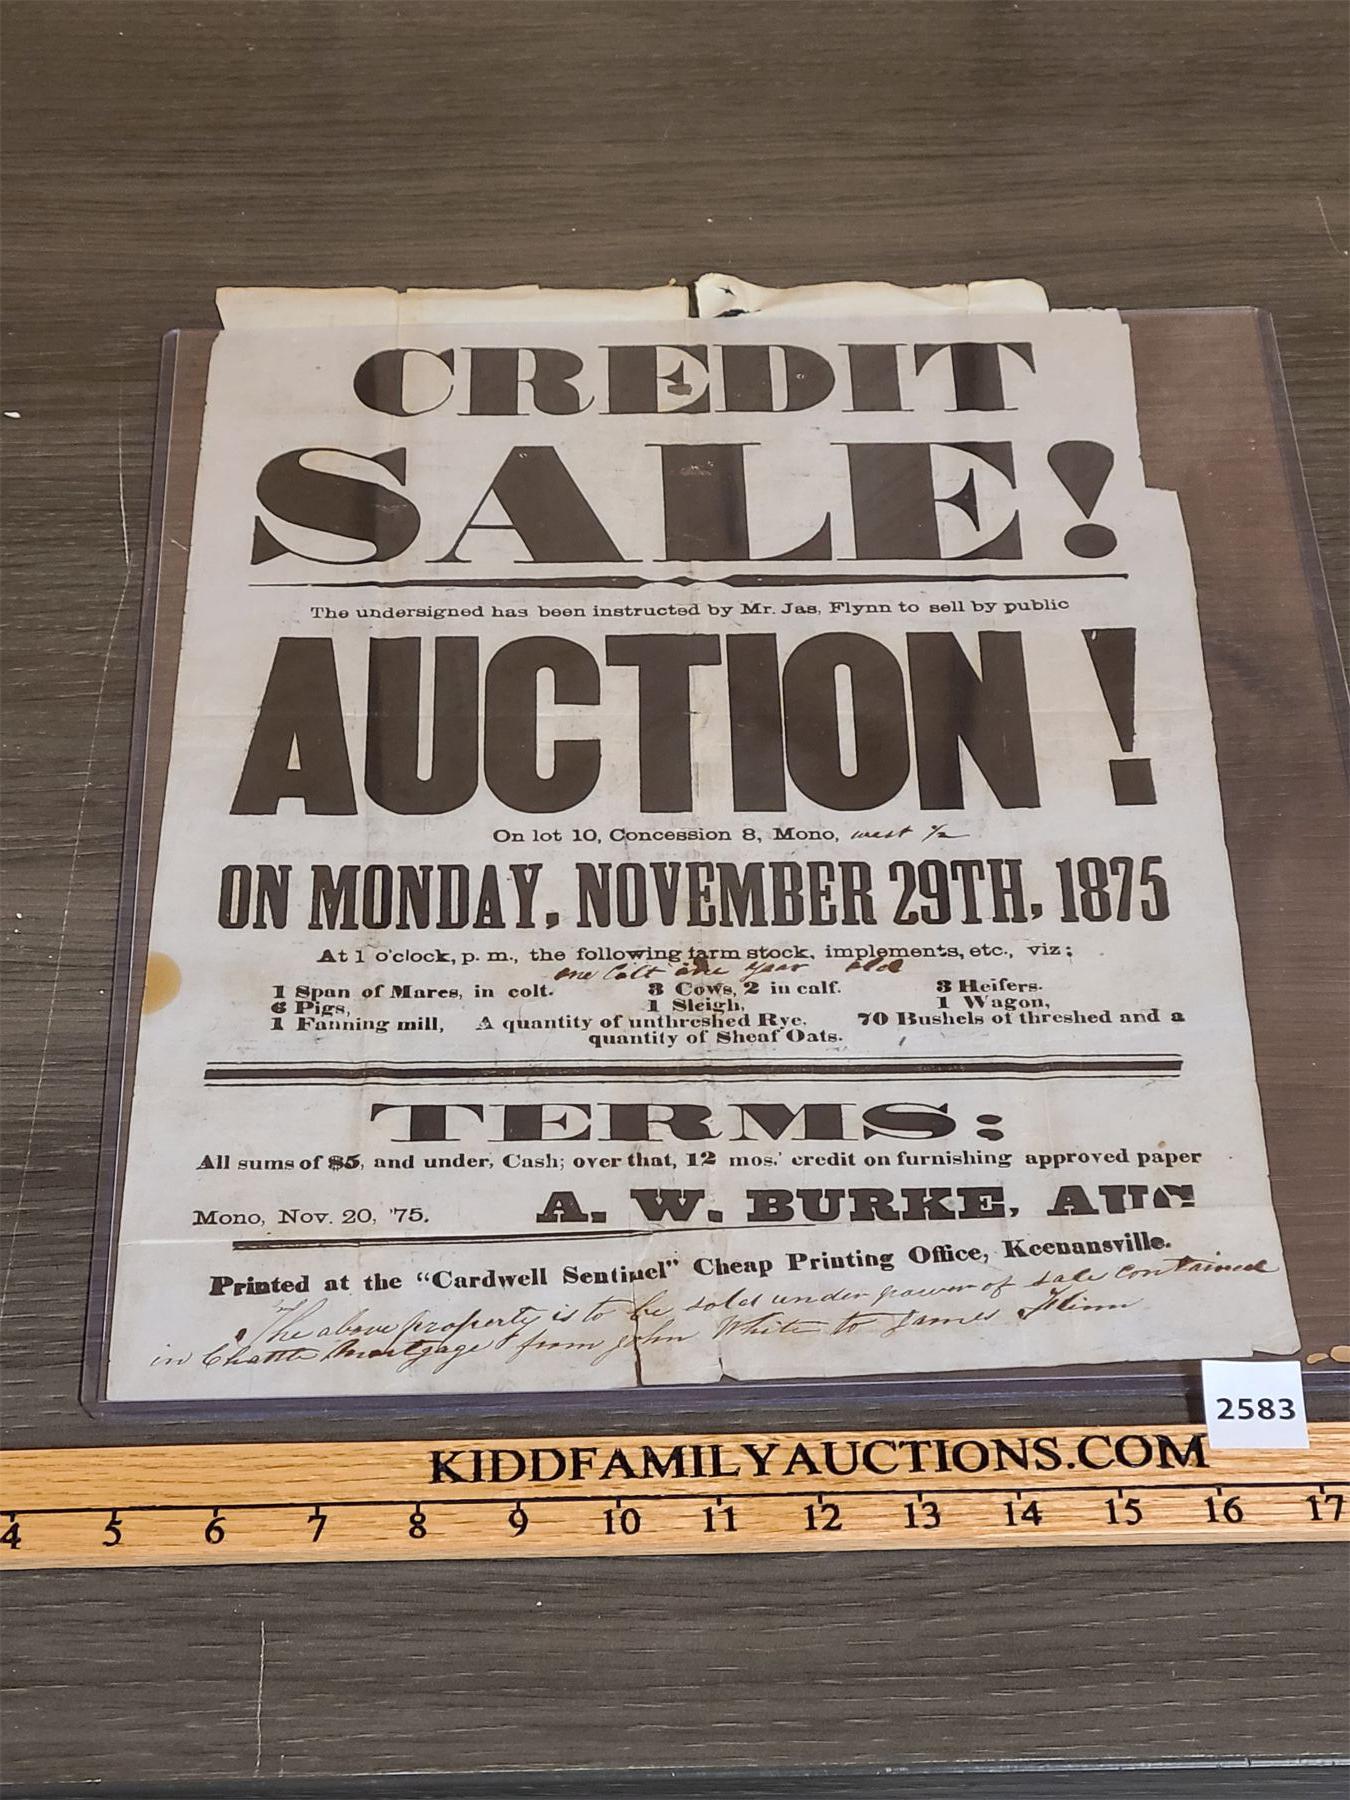 CREDIT
SALE!
The undersigned has been instructed by Mr. Jas, Flynn to sell by public
AUCTION!
On lot 10, Concession 8, Mono, west ½
ON MONDAY, NOVEMBER 29TH, 1875
At 1 o'clock, p. m., the following farm stock, implements, etc., viz:
one Colt one year old
1 Span of Mares, in colt. 3 Cows, 2 in calf. 3 Heifers.
6 Pigs, 1 Sleigh, 1 Wagon,
1 Fanning mill, A quantity of unthreshed Rye, 70 Bushels of threshed and a
quantity of Sheaf Oats.
TERMS:
All sums of $5, and under, Cash; over that, 12 mos.' credit on furnishing approved paper
Mono, Nov. 20, '75. A. W. BURKE, AUC
Printed at the "Cardwell Sentinel" Cheap Printing Office, Keenansville.
The above property is to be sold under power of sale contained
in Chattle Mortgage from John White to James Flinn
2583
KIDDFAMILYAUCTIONS.COM
4 5 6 7 8 9 10 11 12 13 14 15 16 17